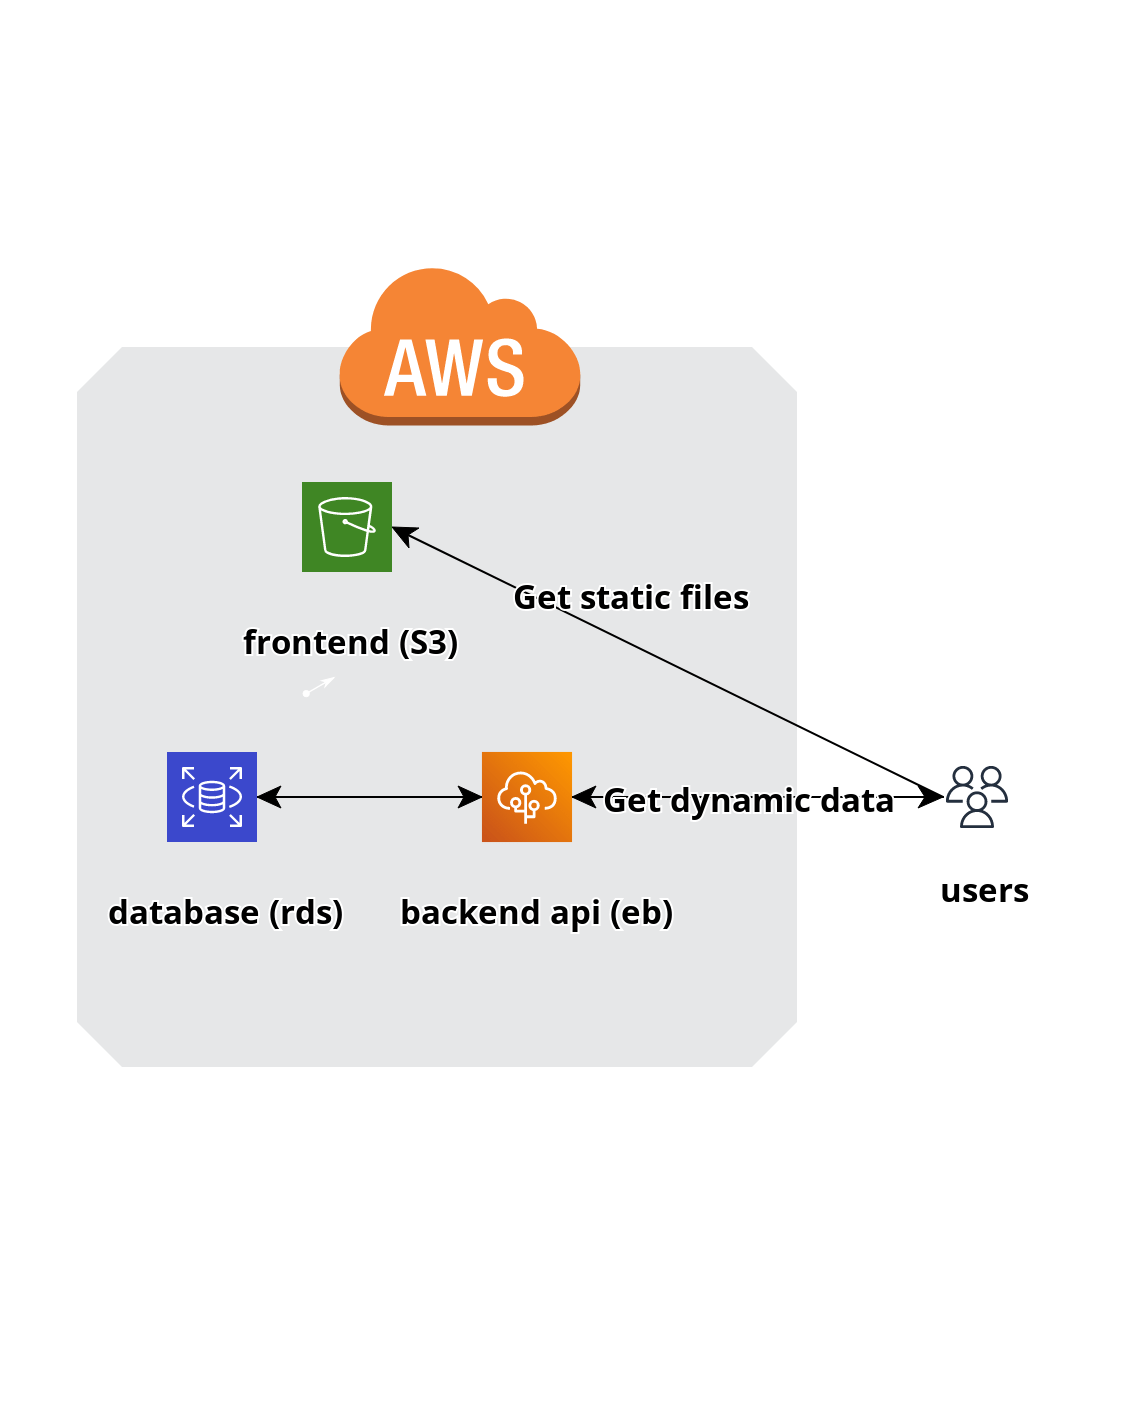 AWS
Get static files
frontend (S3)
Get dynamic data
users
database (rds)
backend api (eb)